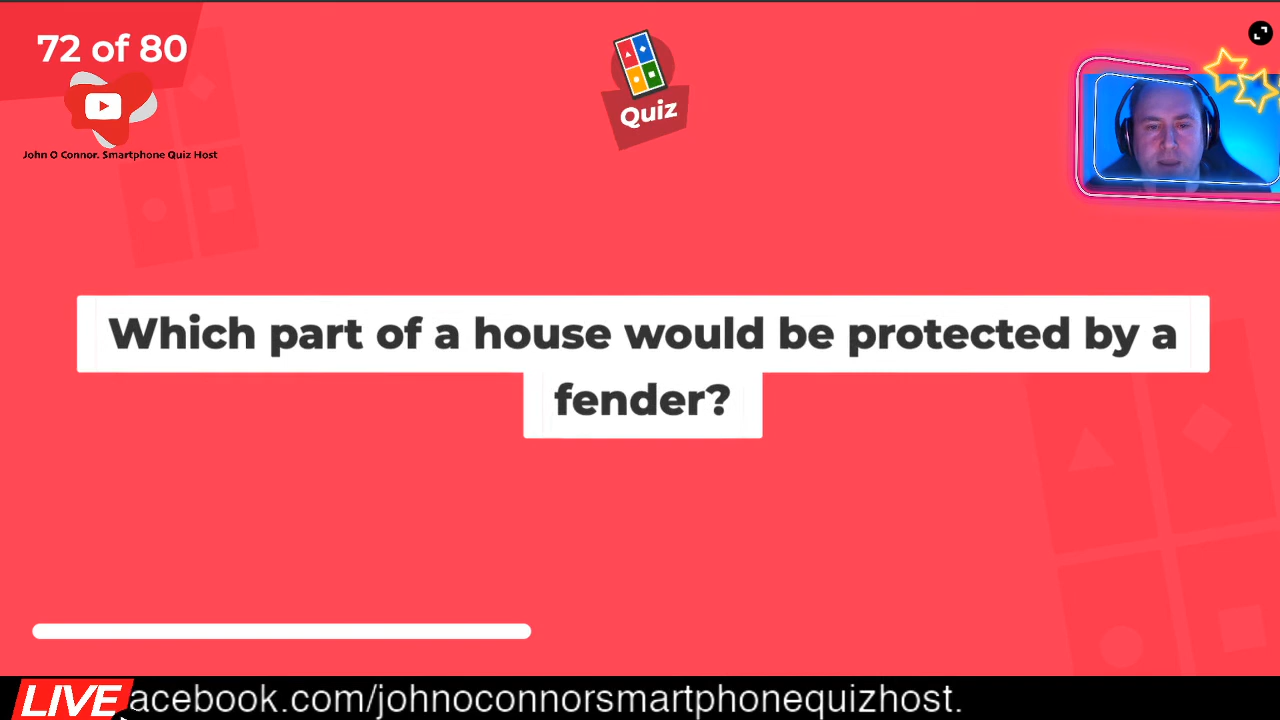 72 of 80
Quiz
John O Connor. Smartphone Quiz Host
Which part of a house would be protected by a
fender?
LIVE
acebook.com/johnoconnorsmartphonequizhost.